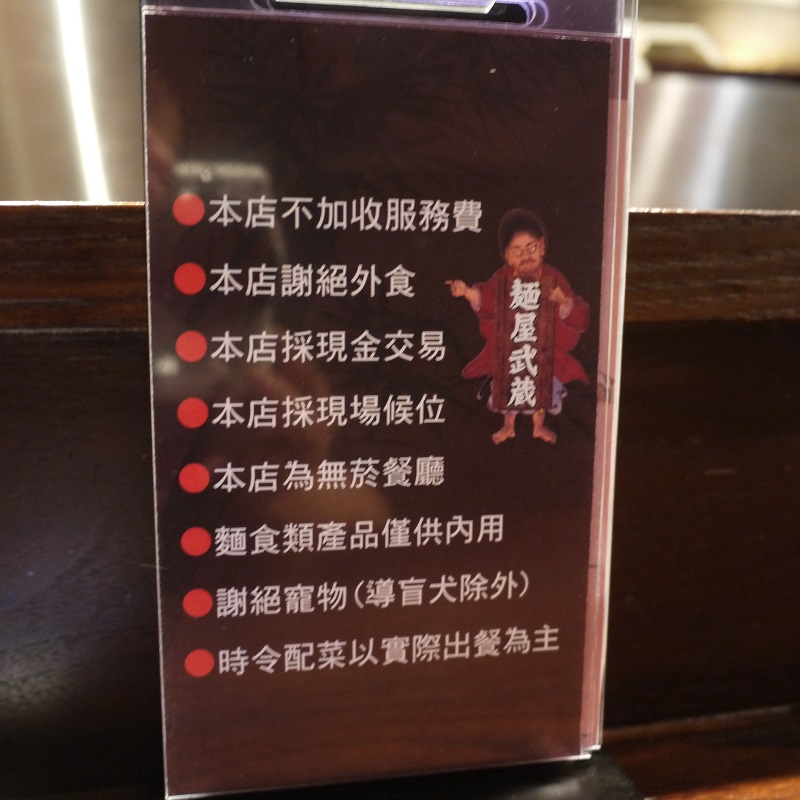 本店不加收服務費
本店謝絕外食
本店採現金交易
本店採現場候位
本店為無菸餐廳
麵食類產品僅供內用
謝絕寵物(導盲犬除外)
時令配菜以實際出餐為主
麺屋武蔵